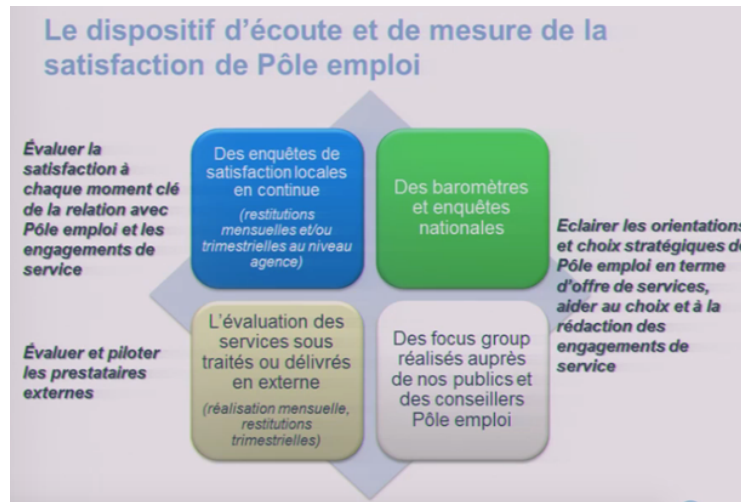 Le dispositif d'écoute et de mesure de la
satisfaction de Pôle emploi
Évaluer la
satisfaction à
chaque moment clé
de la relation avec
Pôle emploi et les
engagements de
service
Des enquêtes de
satisfaction locales
en continue
(restitutions
mensuelles et/ou
trimestrielles au niveau
agence)
Des baromètres
et enquêtes
nationales
Eclairer les orientations
et choix stratégiques de
Pôle emploi en terme
d'offre de services,
aider au choix et à la
rédaction des
engagements de
service
Évaluer et piloter
les prestataires
externes
L'évaluation des
services sous
traités ou délivrés
en externe
(réalisation mensuelle,
restitutions
trimestrielles)
Des focus group
réalisés auprès
de nos publics et
des conseillers
Pôle emploi